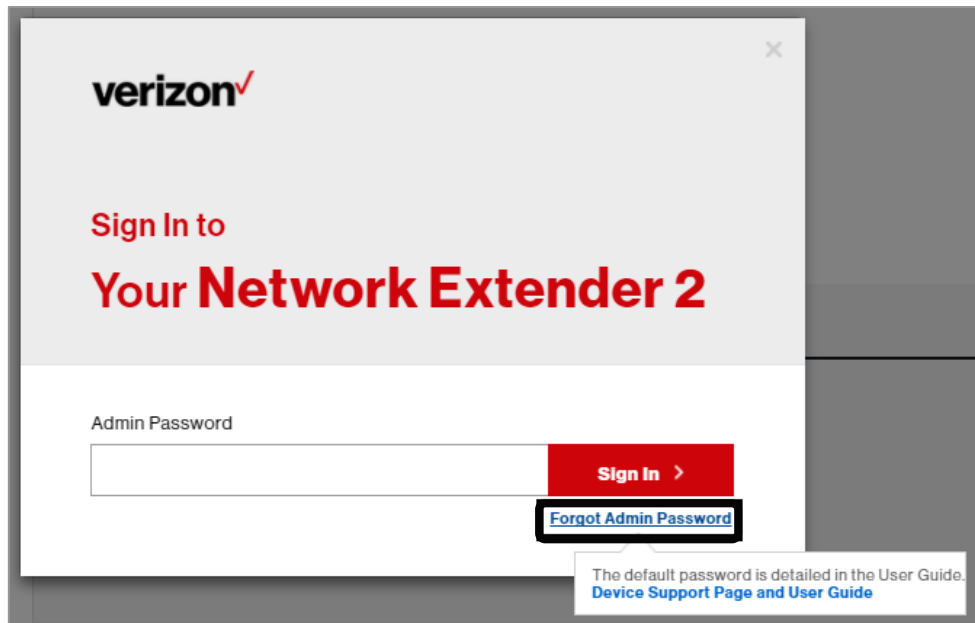 verizon
Sign In to
Your Network Extender 2
Admin Password
Sign In >
Forgot Admin Password
The default password is detailed in the User Guide.
Device Support Page and User Guide